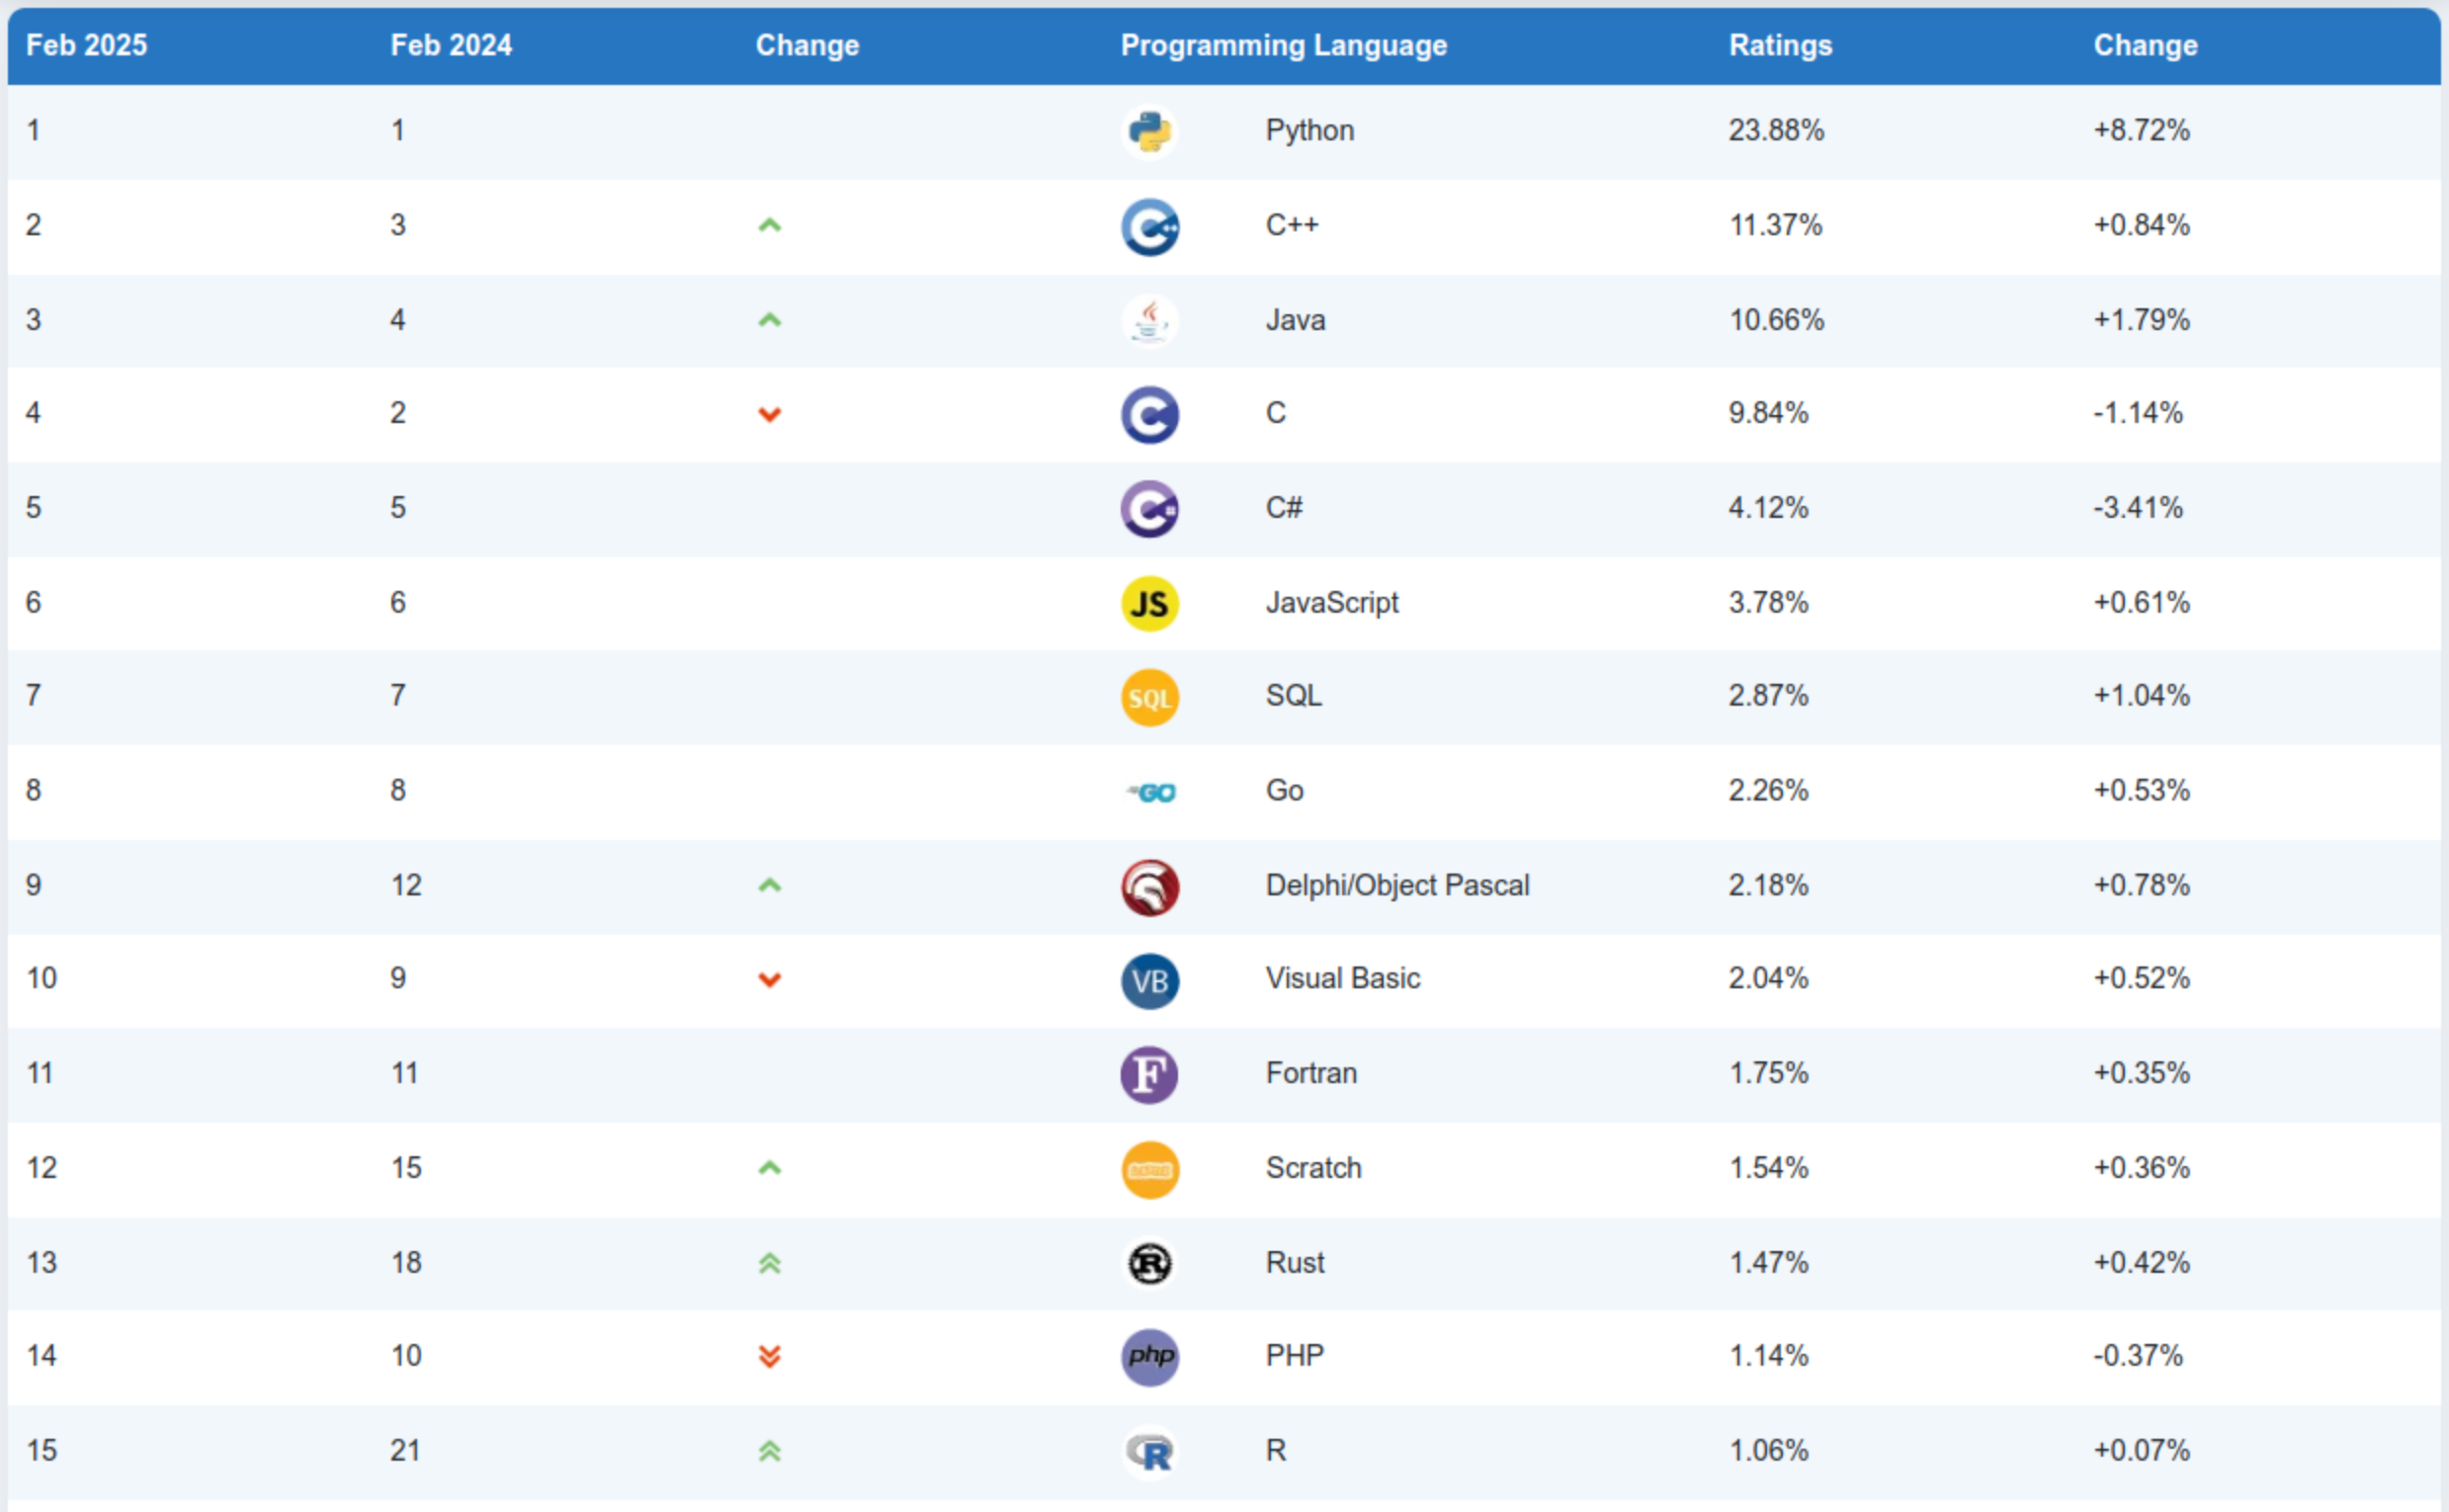 Feb 2025 Feb 2024 Change Programming Language Ratings Change
1 1 Python 23.88% +8.72%
2 3 C++ 11.37% +0.84%
3 4 Java 10.66% +1.79%
4 2 C 9.84% -1.14%
5 5 C# 4.12% -3.41%
6 6 JS JavaScript 3.78% +0.61%
7 7 SQL SQL 2.87% +1.04%
8 8 GO Go 2.26% +0.53%
9 12 Delphi/Object Pascal 2.18% +0.78%
10 9 VB Visual Basic 2.04% +0.52%
11 11 F Fortran 1.75% +0.35%
12 15 Scratch 1.54% +0.36%
13 18 R Rust 1.47% +0.42%
14 10 php PHP 1.14% -0.37%
15 21 R R 1.06% +0.07%